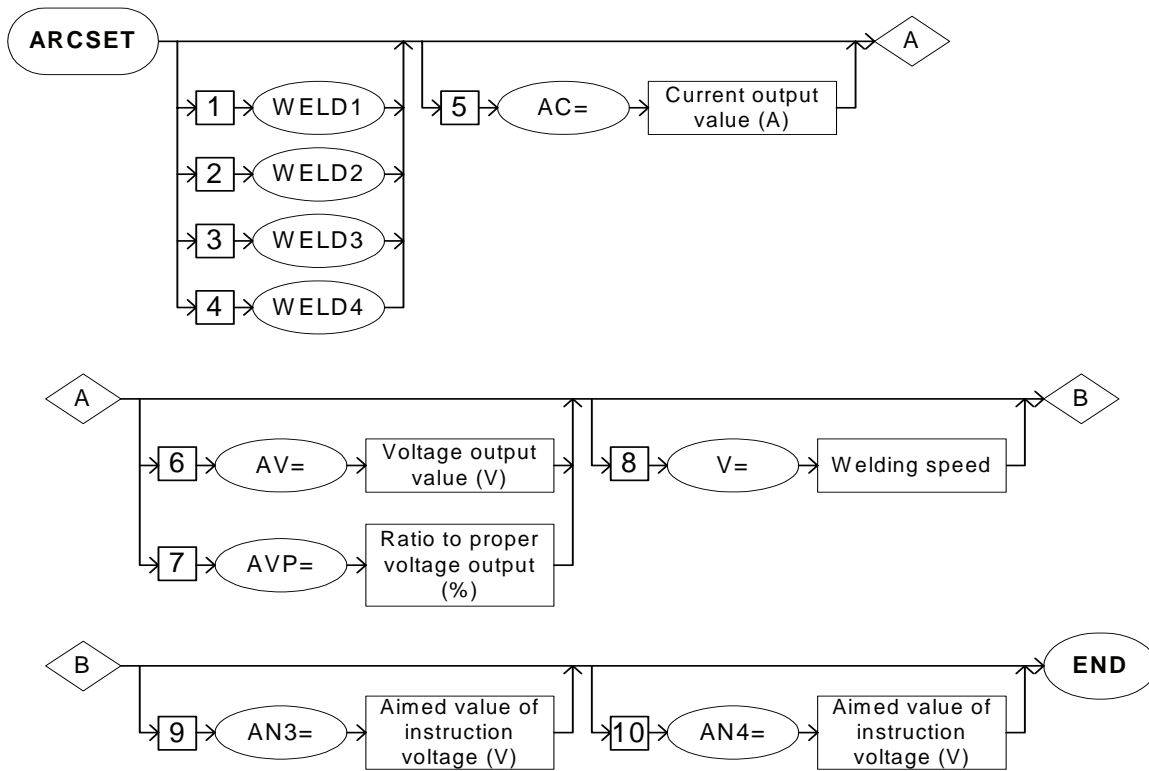 ARCSET
A
1 WELD1
5 AC= Current output
value (A)
2 WELD2
3 WELD3
4 WELD4
A
B
6 AV= Voltage output
value (V)
8 V= Welding speed
7 AVP= Ratio to proper
voltage output
(%)
B
END
9 AN3= Aimed value of
instruction
voltage (V)
10 AN4= Aimed value of
instruction
voltage (V)